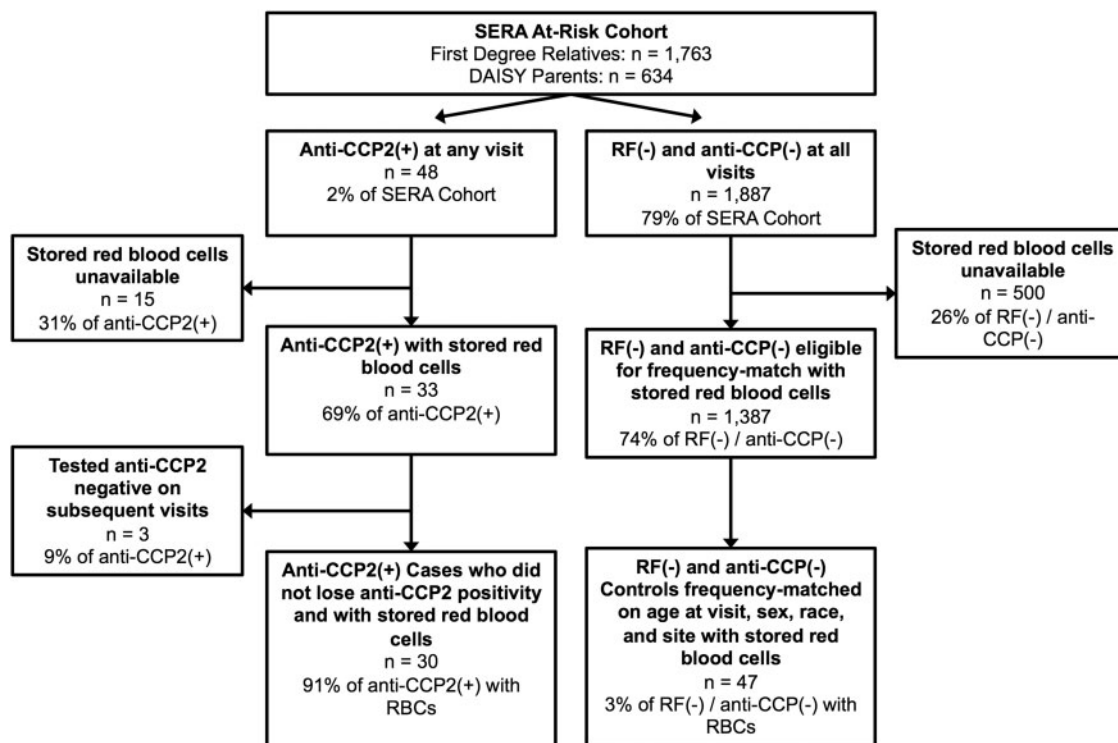 SERA At-Risk Cohort
First Degree Relatives: n = 1,763
DAISY Parents: n = 634
Anti-CCP2(+) at any visit
n = 48
2% of SERA Cohort
RF(-) and anti-CCP(-) at all
visits
n = 1,887
79% of SERA Cohort
Stored red blood cells
unavailable
n = 15
31% of anti-CCP2(+)
Stored red blood cells
unavailable
n = 500
26% of RF(-) / anti-
CCP(-)
Anti-CCP2(+) with stored red
blood cells
n = 33
69% of anti-CCP2(+)
RF(-) and anti-CCP(-) eligible
for frequency-match with
stored red blood cells
n = 1,387
74% of RF(-) / anti-CCP(-)
Tested anti-CCP2
negative on
subsequent visits
n = 3
9% of anti-CCP2(+)
Anti-CCP2(+) Cases who did
not lose anti-CCP2 positivity
and with stored red blood
cells
n = 30
91% of anti-CCP2(+) with
RBCs
RF(-) and anti-CCP(-)
Controls frequency-matched
on age at visit, sex, race,
and site with stored red
blood cells
n = 47
3% of RF(-) / anti-CCP(-) with
RBCs